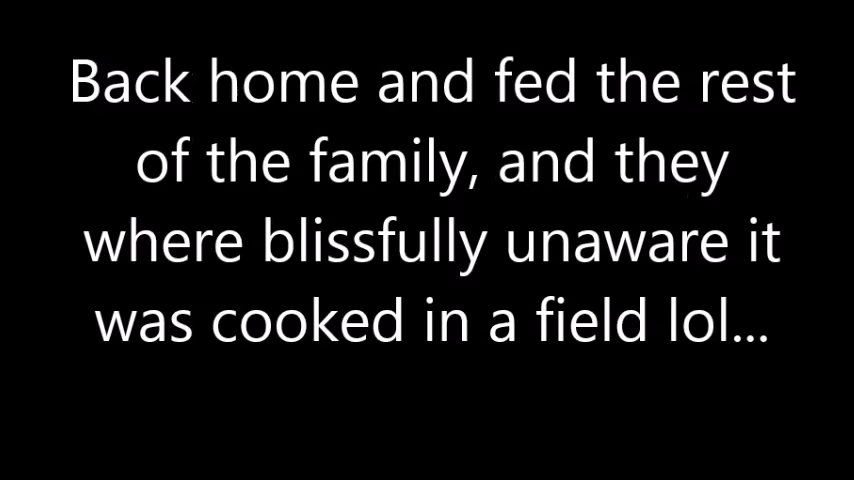 Back home and fed the rest
of the family, and they
where blissfully unaware it
was cooked in a field lol...